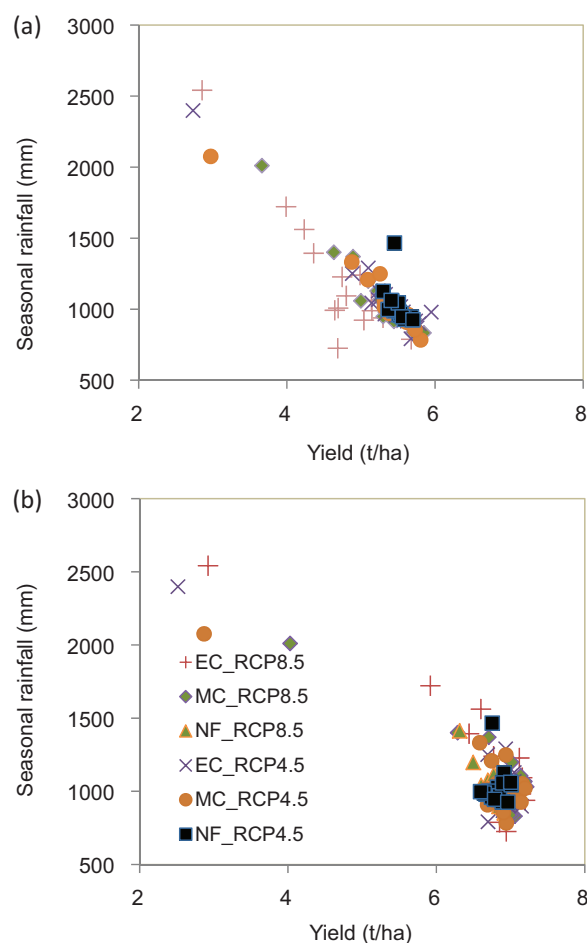 (a)
3000
2500
2000
1500
1000
500
Seasonal rainfall (mm)
2 4 6 8
Yield (t/ha)
(b)
3000
2500
2000
1500
1000
500
Seasonal rainfall (mm)
EC_RCP8.5
MC_RCP8.5
NF_RCP8.5
EC_RCP4.5
MC_RCP4.5
NF_RCP4.5
2 4 6 8
Yield (t/ha)